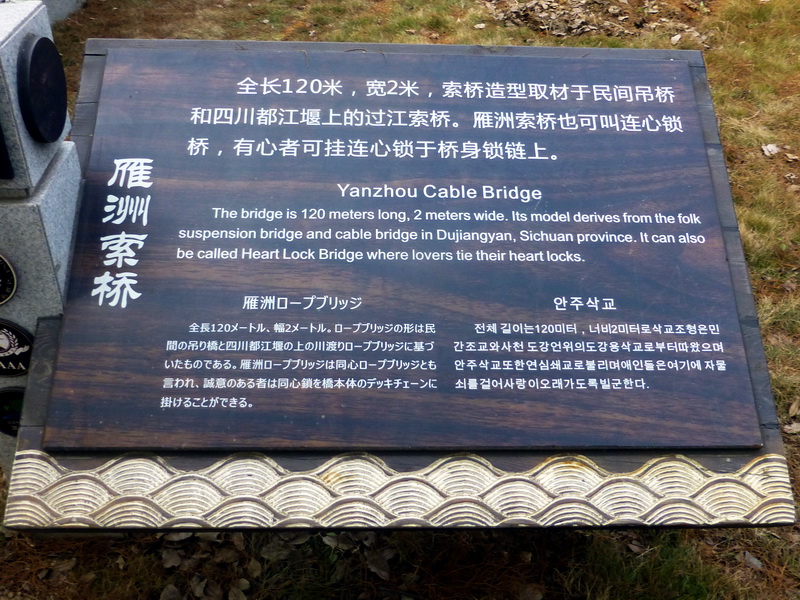 雁洲索桥
全长120米，宽2米，索桥造型取材于民间吊桥
和四川都江堰上的过江索桥。雁洲索桥也可叫连心锁
桥，有心者可挂连心锁于桥身锁链上。
Yanzhou Cable Bridge
The bridge is 120 meters long, 2 meters wide. Its model derives from the folk
suspension bridge and cable bridge in Dujiangyan, Sichuan province. It can also
be called Heart Lock Bridge where lovers tie their heart locks.
雁洲ロープブリッジ
全長120メートル、幅2メートル。ロープブリッジの形は民
間の吊り橋と四川都江堰の上の川渡りロープブリッジに基づ
いたものである。雁洲ロープブリッジは同心ロープブリッジとも
言われ、誠意のある者は同心鎖を橋本体のデッキチェーンに
掛けることができる。
안주삭교
전체 길이는120미터 , 너비2미터로삭교조형은민
간조교와사천 도강언위의도강용삭교로부터따왔으며
안주삭교또한연심쇄교로불리며애인들은여기에 자물
쇠를걸어사랑이오래가도록빌군한다.